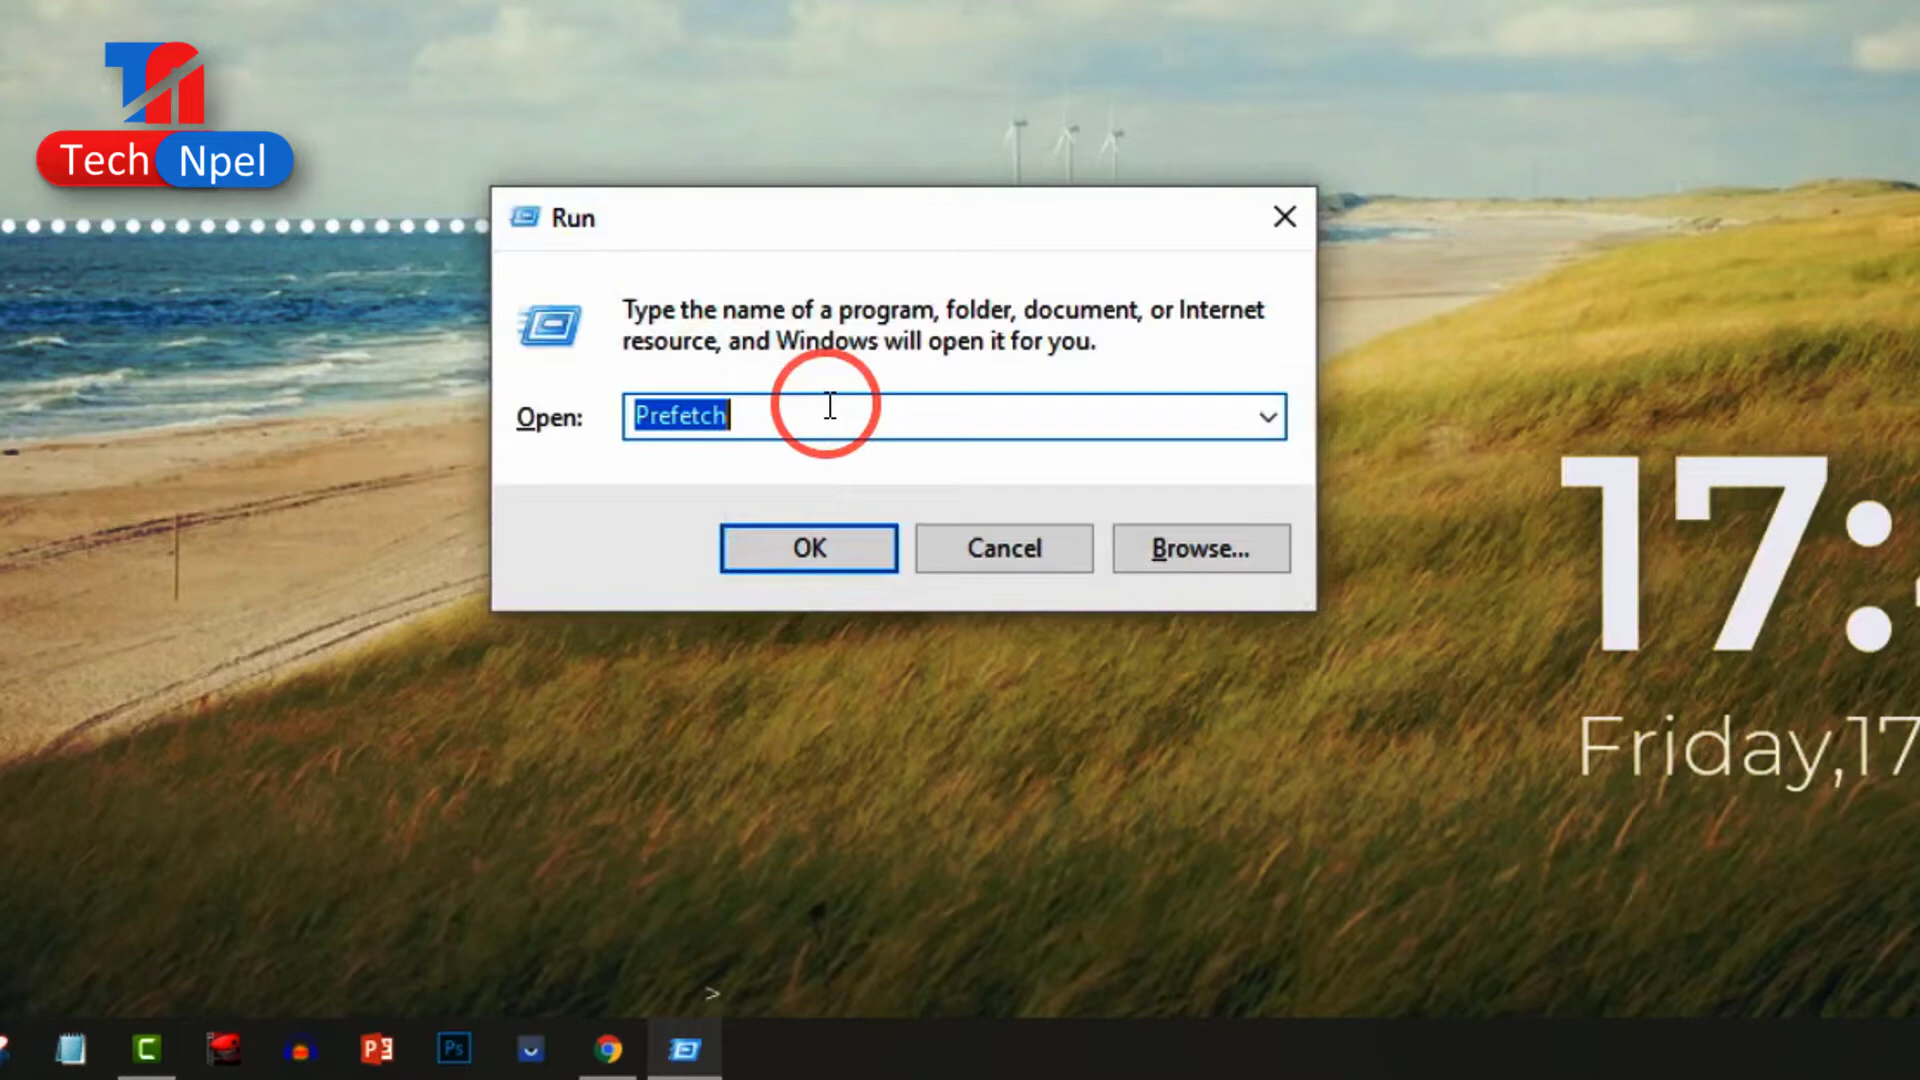 Tech Npel
Run
Type the name of a program, folder, document, or Internet
resource, and Windows will open it for you.
Open: Prefetch
OK Cancel Browse...
17:
Friday,17
>
C
P
Ps